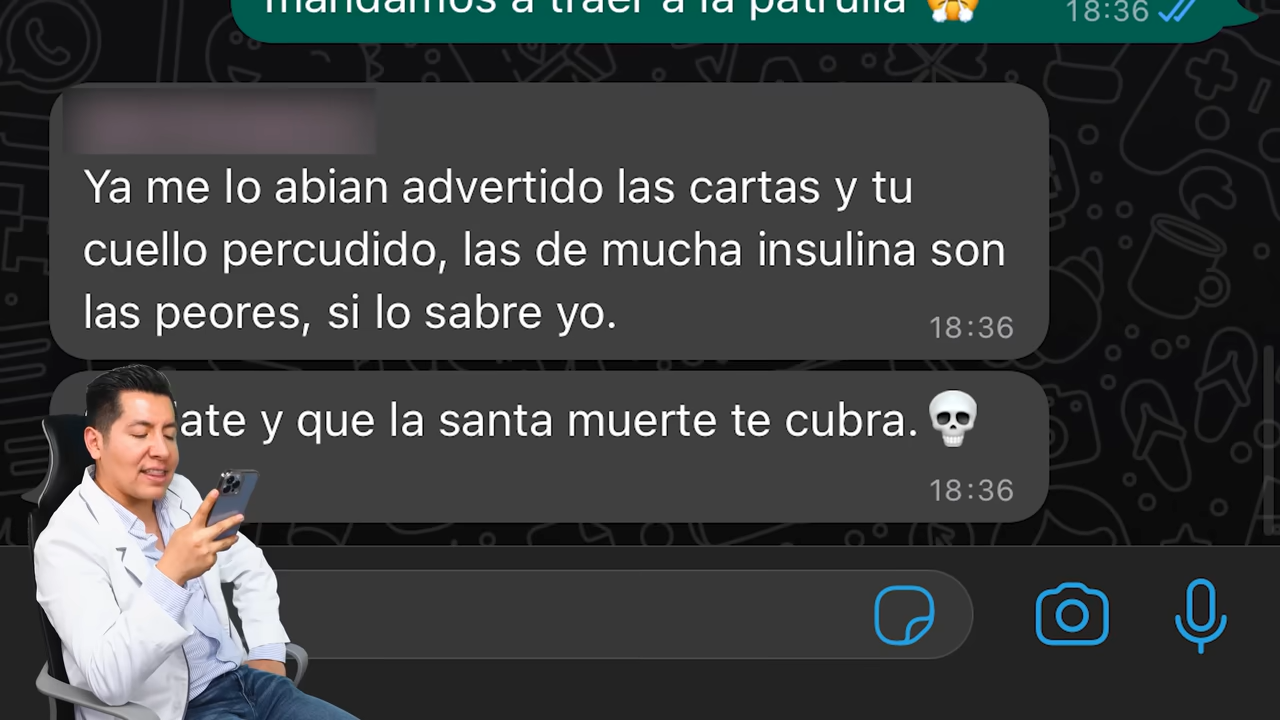 mandamos a traer a la patrulla 😤
18:36
Ya me lo abian advertido las cartas y tu
cuello percudido, las de mucha insulina son
las peores, si lo sabre yo.
18:36
y que la santa muerte te cubra.💀
18:36